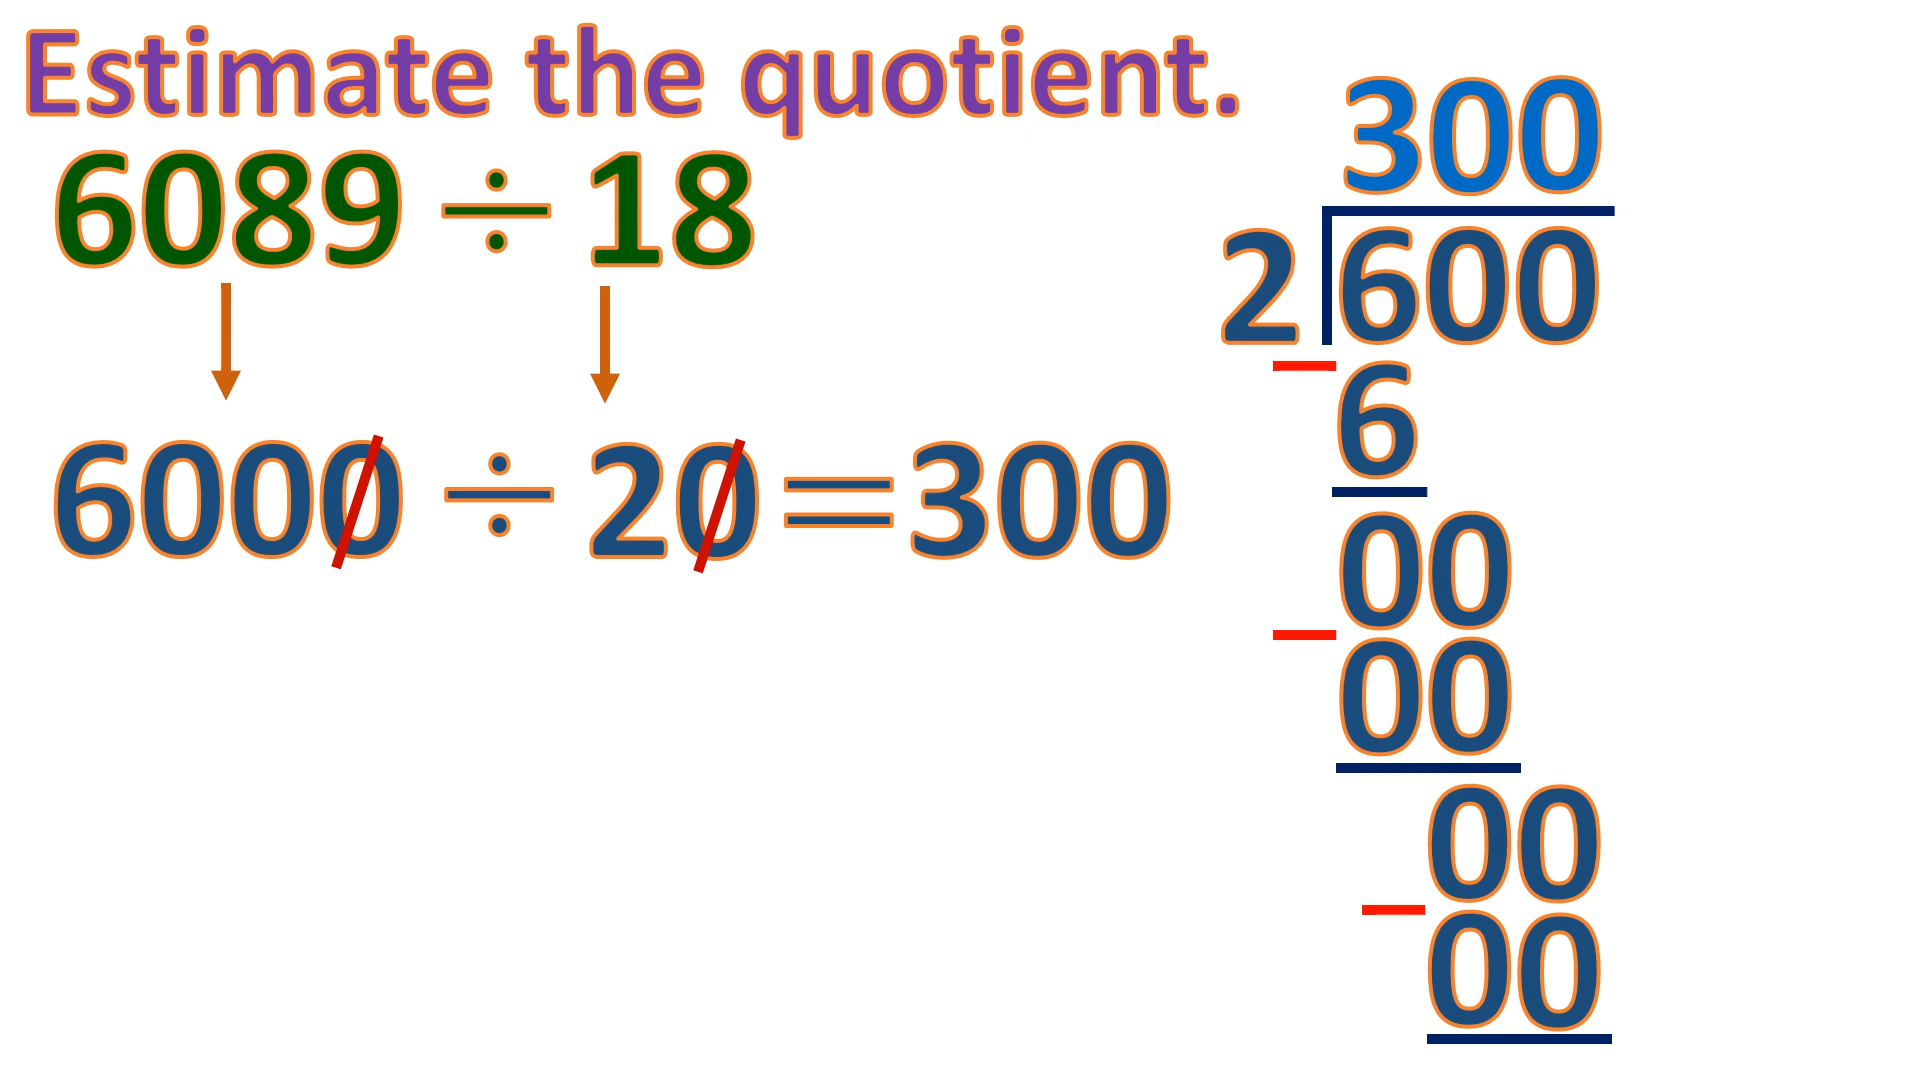 Estimate the quotient.
6089 ÷ 18
6000 ÷ 20 = 300
300
2 600
– 6
00
– 00
00
– 00